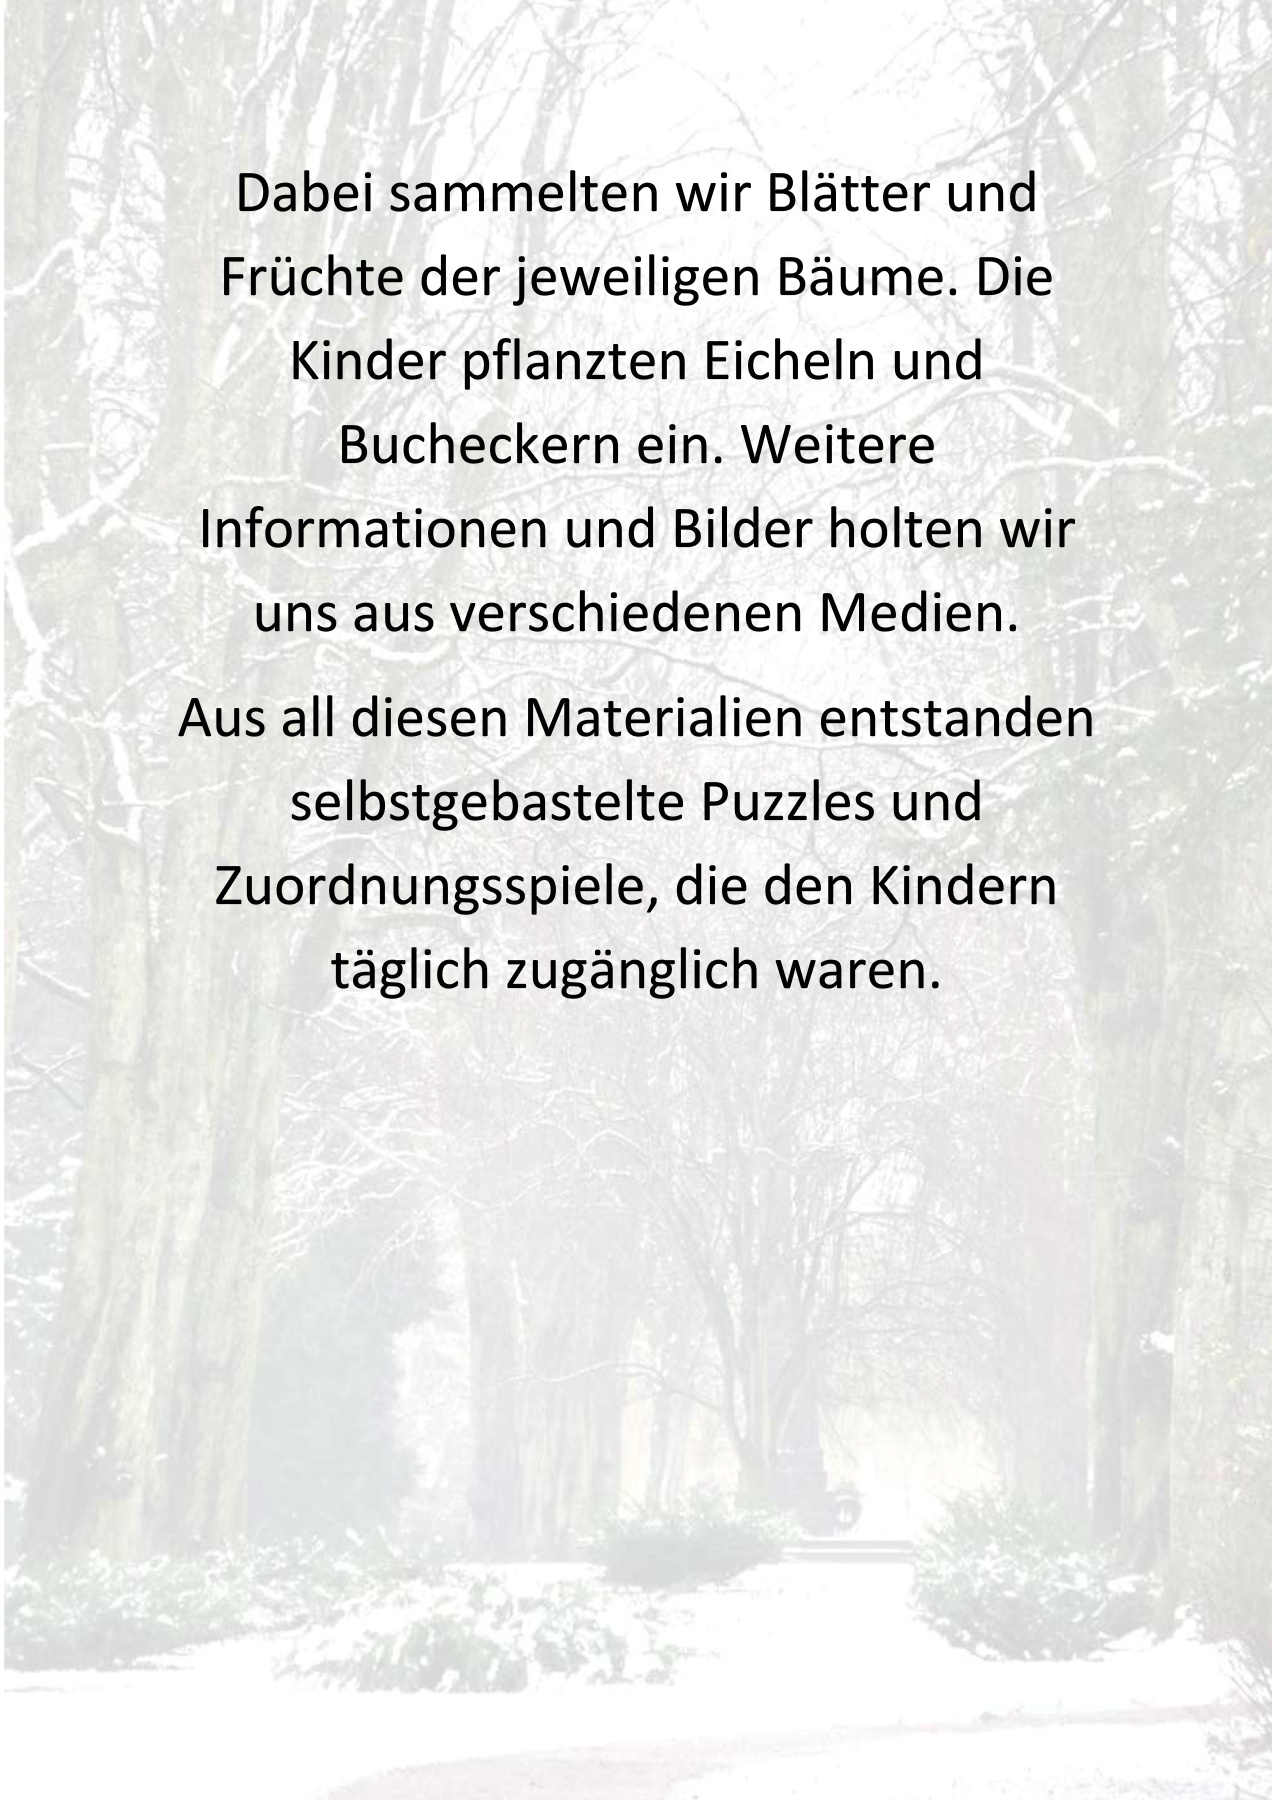 Dabei sammelten wir Blätter und
Früchte der jeweiligen Bäume. Die
Kinder pflanzten Eicheln und
Bucheckern ein. Weitere
Informationen und Bilder holten wir
uns aus verschiedenen Medien.
Aus all diesen Materialien entstanden
selbstgebastelte Puzzles und
Zuordnungsspiele, die den Kindern
täglich zugänglich waren.